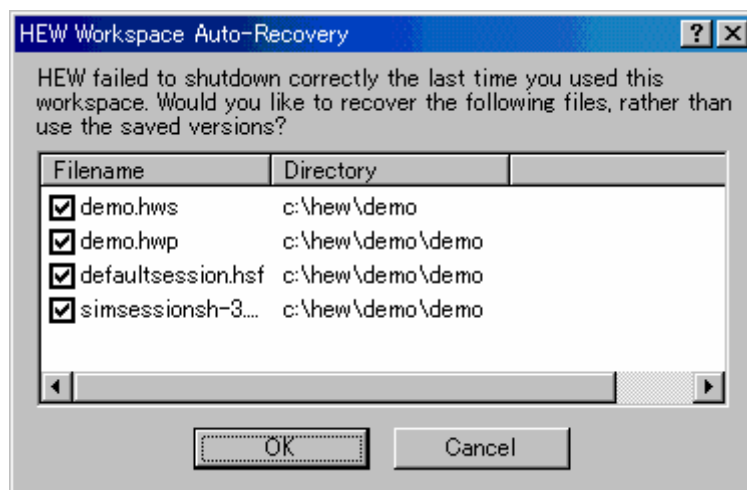 HEW Workspace Auto-Recovery
HEW failed to shutdown correctly the last time you used this
workspace. Would you like to recover the following files, rather than
use the saved versions?
Filename Directory
demo.hws c:\hew\demo
demo.hwp c:\hew\demo\demo
defaultsession.hsf c:\hew\demo\demo
simsessionsh-3... c:\hew\demo\demo
OK Cancel